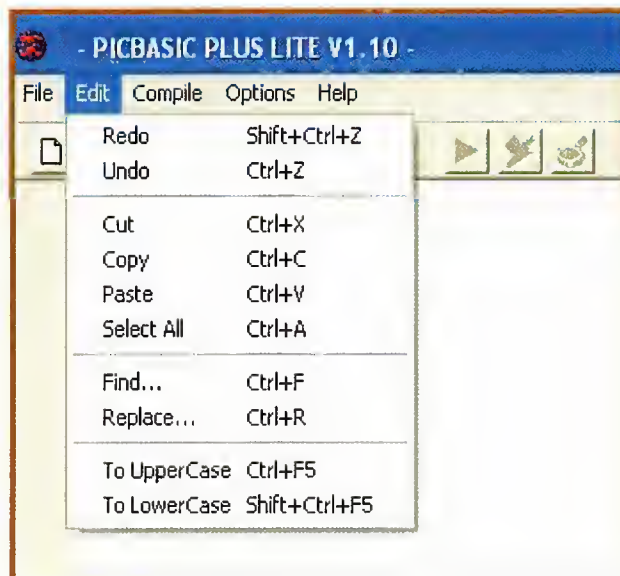 - PICBASIC PLUS LITE V1.10 -
File Edit Compile Options Help
Redo Shift+Ctrl+Z
Undo Ctrl+Z
Cut Ctrl+X
Copy Ctrl+C
Paste Ctrl+V
Select All Ctrl+A
Find... Ctrl+F
Replace... Ctrl+R
To UpperCase Ctrl+F5
To LowerCase Shift+Ctrl+F5